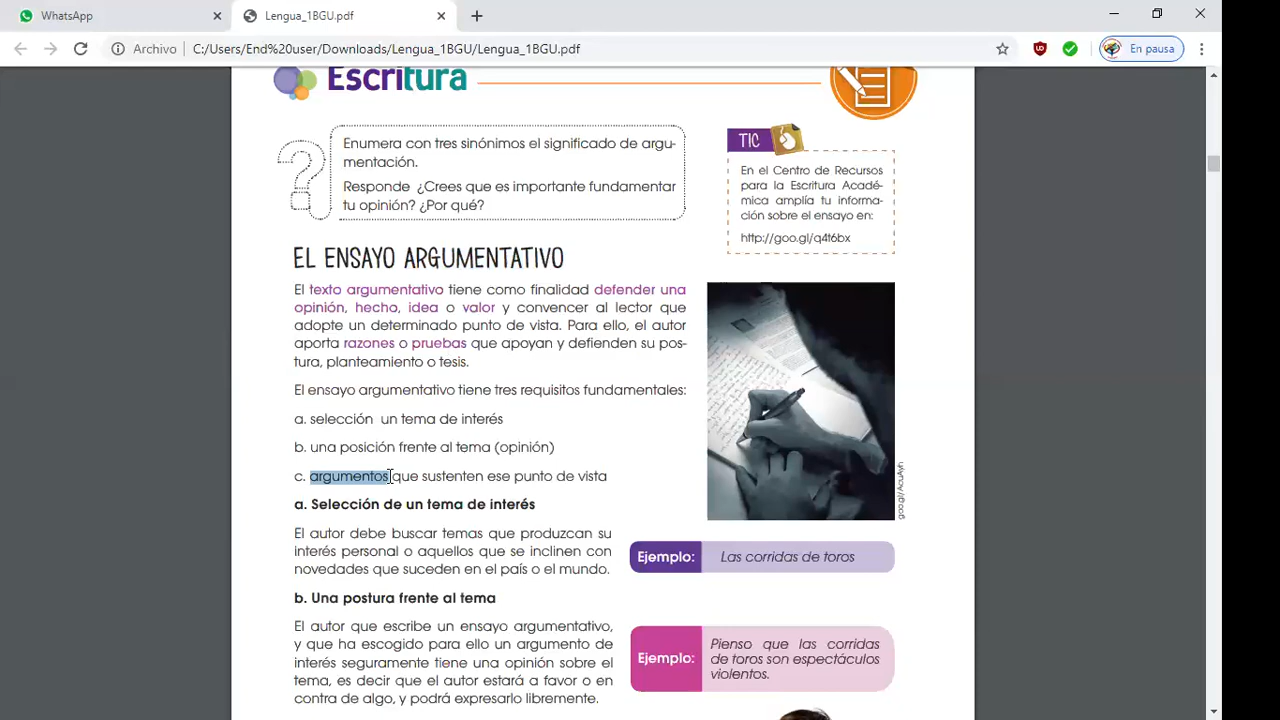 WhatsApp
Lengua_1BGU.pdf
Archivo
C:/Users/End%20user/Downloads/Lengua_1BGU/Lengua_1BGU.pdf
En pausa
Escritura
Enumera con tres sinónimos el significado de argu-
mentación.
Responde ¿Crees que es importante fundamentar
tu opinión? ¿Por qué?
TIC
En el Centro de Recursos
para la Escritura Acadé-
mica amplía tu informa-
ción sobre el ensayo en:
http://goo.gl/q4t6bx
EL ENSAYO ARGUMENTATIVO
El texto argumentativo tiene como finalidad defender una
opinión, hecho, idea o valor y convencer al lector que
adopte un determinado punto de vista. Para ello, el autor
aporta razones o pruebas que apoyan y defienden su pos-
tura, planteamiento o tesis.
El ensayo argumentativo tiene tres requisitos fundamentales:
a. selección un tema de interés
b. una posición frente al tema (opinión)
c. argumentos que sustenten ese punto de vista
goo.gl/AcuAyh
a. Selección de un tema de interés
El autor debe buscar temas que produzcan su
interés personal o aquellos que se inclinen con
novedades que suceden en el país o el mundo.
Ejemplo: Las corridas de toros
b. Una postura frente al tema
El autor que escribe un ensayo argumentativo,
y que ha escogido para ello un argumento de
interés seguramente tiene una opinión sobre el
tema, es decir que el autor estará a favor o en
contra de algo, y podrá expresarlo libremente.
Ejemplo:
Pienso que las corridas
de toros son espectáculos
violentos.